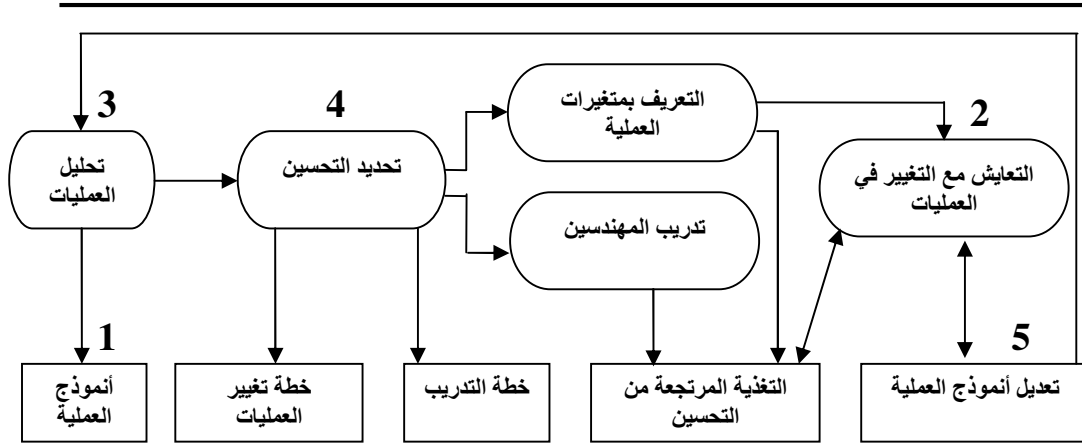 3
تحليل
العمليات
4
تحديد التحسين
التعريف بمتغيرات
العملية
2
التعايش مع التغيير في
العمليات
تدريب المهندسين
1
أنموذج
العملية
خطة تغيير
العمليات
خطة التدريب
التغذية المرتجعة من
التحسين
5
تعديل أنموذج العملية